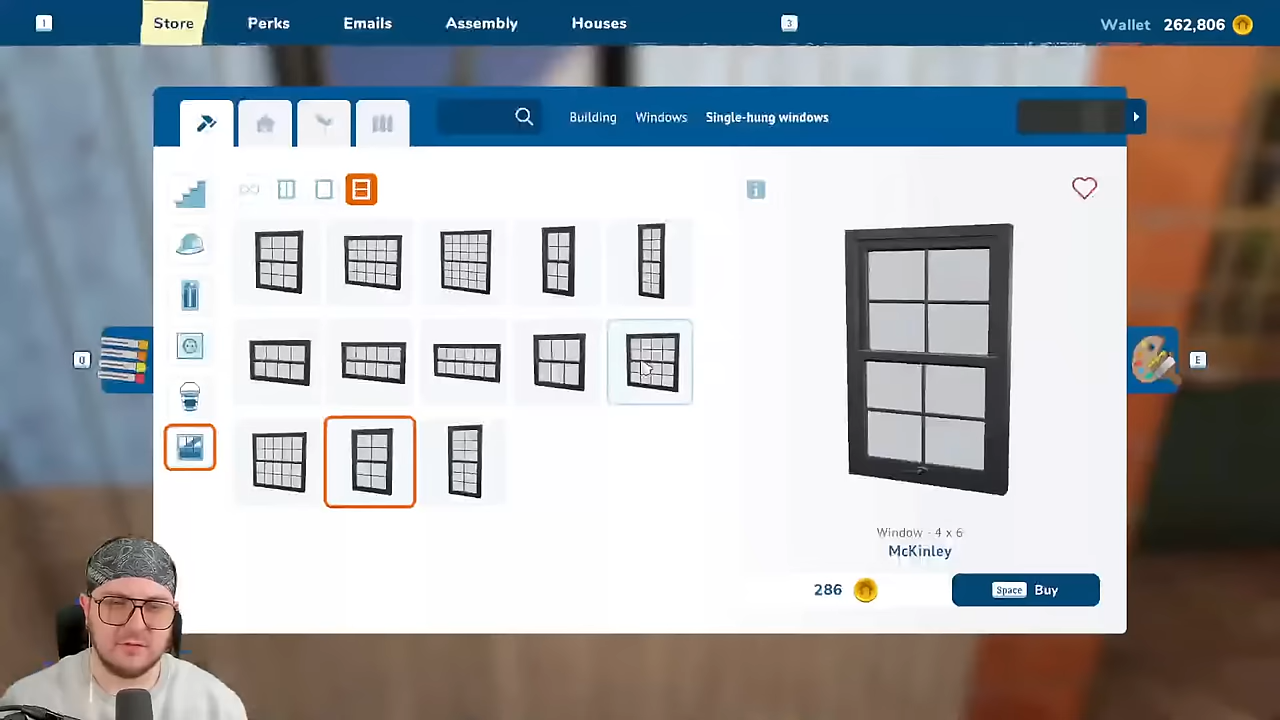 1
Store
Perks
Emails
Assembly
Houses
3
Wallet 262,806
Building
Windows
Single-hung windows
i
Q
E
Window - 4 x 6
McKinley
286
Space Buy